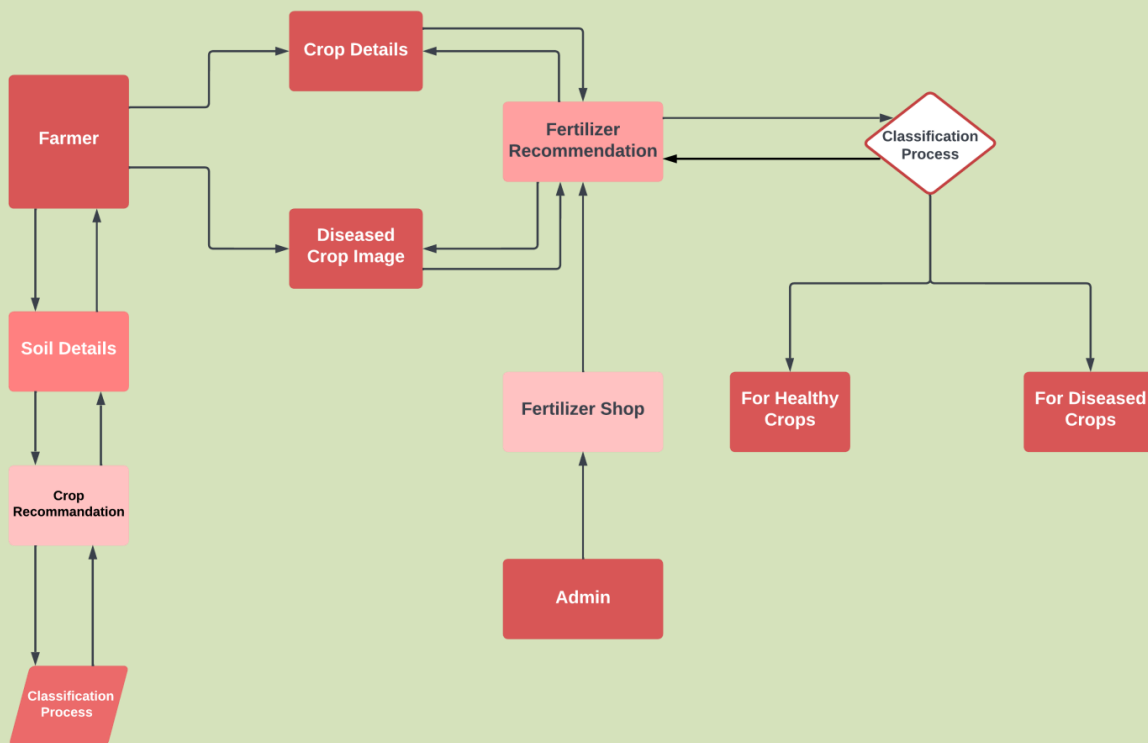 Crop Details
Farmer
Fertilizer
Recommendation
Classification
Process
Diseased
Crop Image
Soil Details
For Healthy
Crops
For Diseased
Crops
Fertilizer Shop
Crop
Recommandation
Admin
Classification
Process